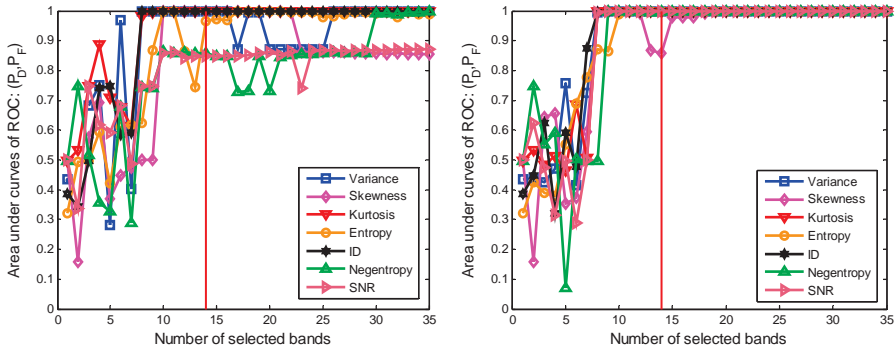 Area under curves of ROC: (P_D,P_F)
1
0.9
0.8
0.7
0.6
0.5
0.4
0.3
0.2
0.1
0
0 5 10 15 20 25 30 35
Number of selected bands
Variance
Skewness
Kurtosis
Entropy
ID
Negentropy
SNR
Area under curves of ROC: (P_D,P_F)
1
0.9
0.8
0.7
0.6
0.5
0.4
0.3
0.2
0.1
0
0 5 10 15 20 25 30 35
Number of selected bands
Variance
Skewness
Kurtosis
Entropy
ID
Negentropy
SNR